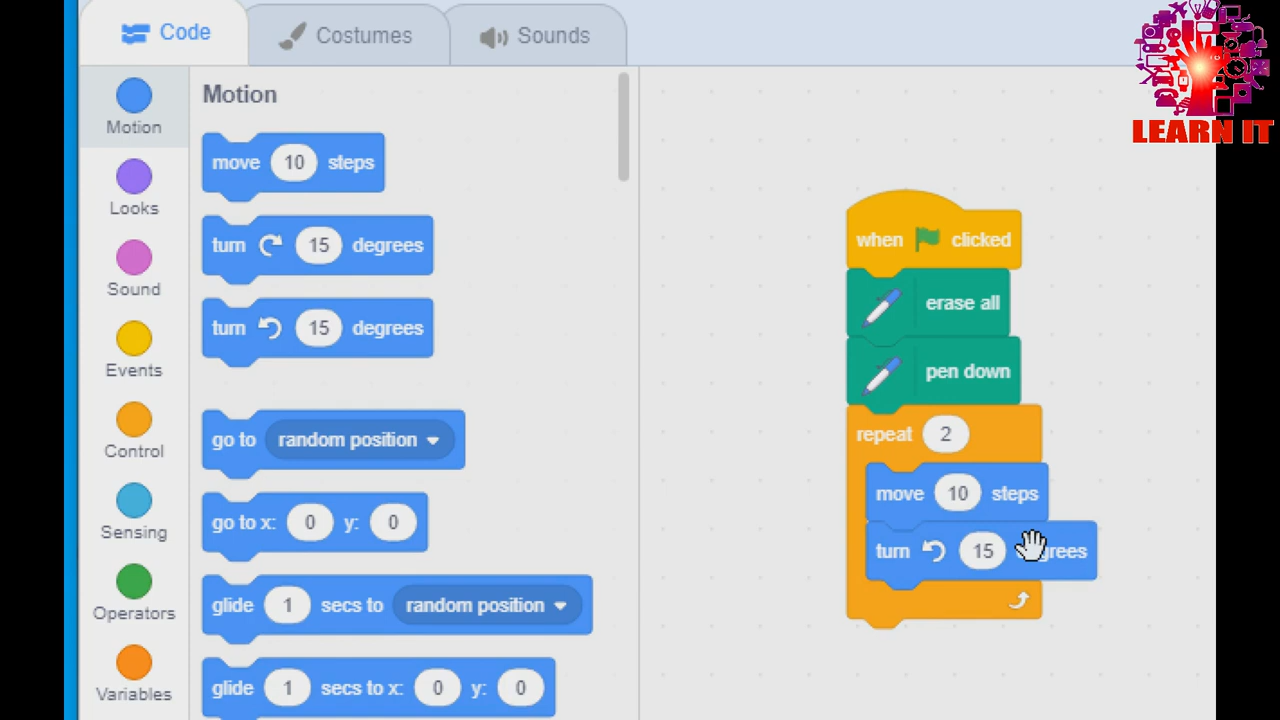 Code
Costumes
Sounds
LEARN IT
Motion
Looks
Sound
Events
Control
Sensing
Operators
Variables
Motion
move 10 steps
turn 15 degrees
turn 15 degrees
go to random position
go to x: 0 y: 0
glide 1 secs to random position
glide 1 secs to x: 0 y: 0
when clicked
erase all
pen down
repeat 2
move 10 steps
turn 15 grees